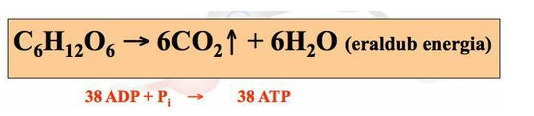 C₆H₁₂O₆ → 6CO₂↑ + 6H₂O (eraldub energia)
38 ADP + Pᵢ → 38 ATP